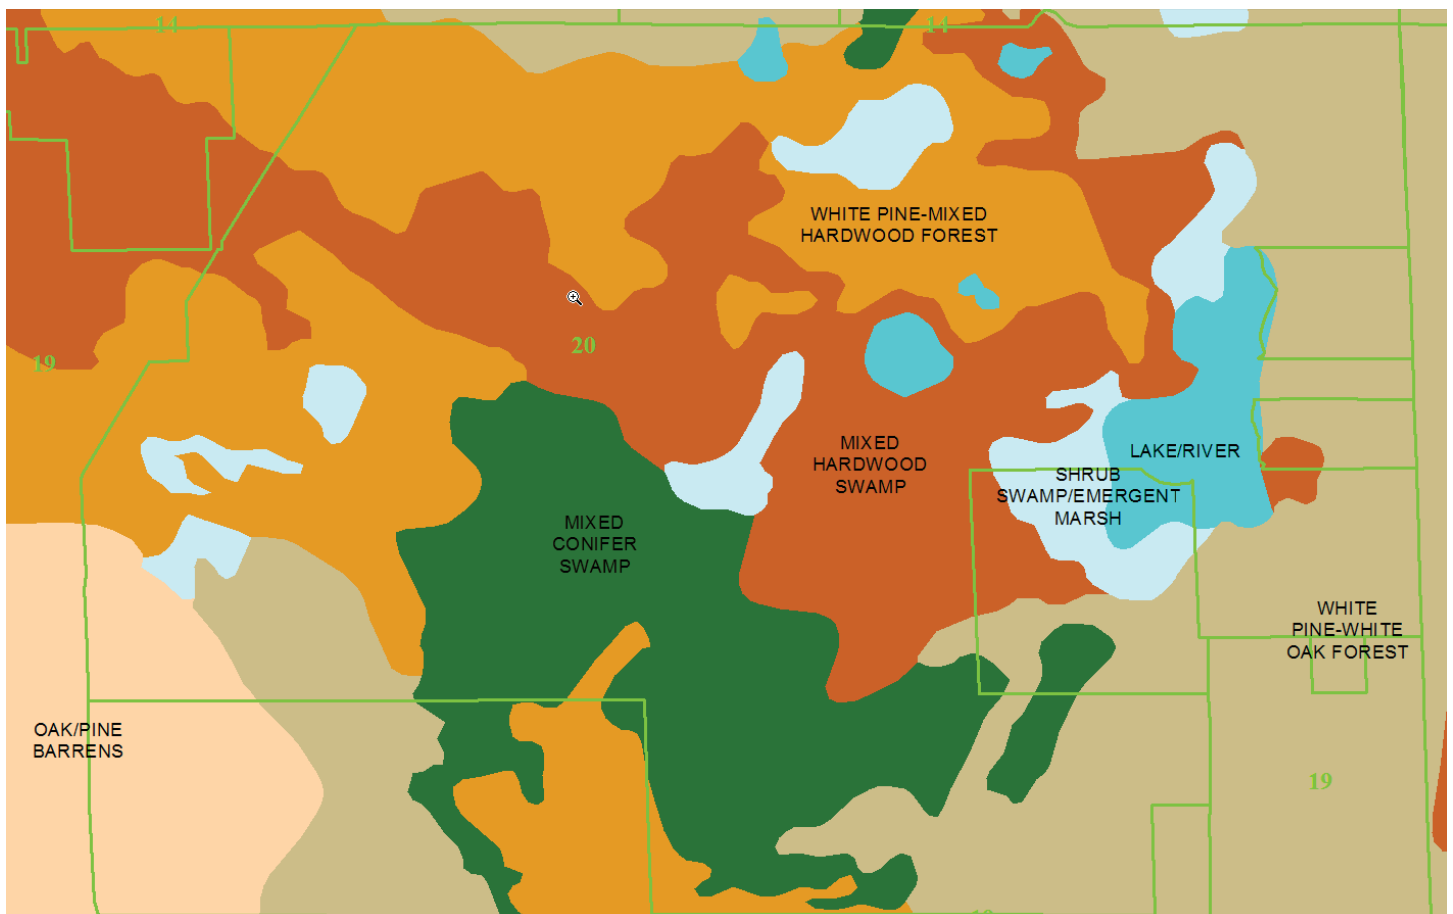 14
14
WHITE PINE-MIXED
HARDWOOD FOREST
20
19
MIXED
HARDWOOD
SWAMP
LAKE/RIVER
SHRUB
SWAMP/EMERGENT
MARSH
MIXED
CONIFER
SWAMP
WHITE
PINE-WHITE
OAK FOREST
OAK/PINE
BARRENS
19